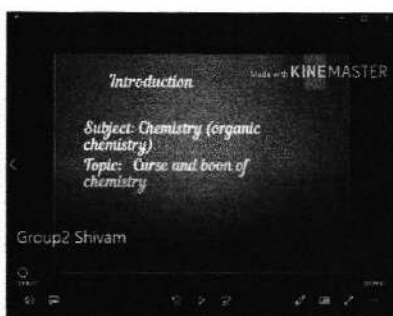 Introduction
Made with KINEMASTER
Subject: Chemistry (organic
chemistry)
Topic: Curse and boon of
chemistry
Group2 Shivam